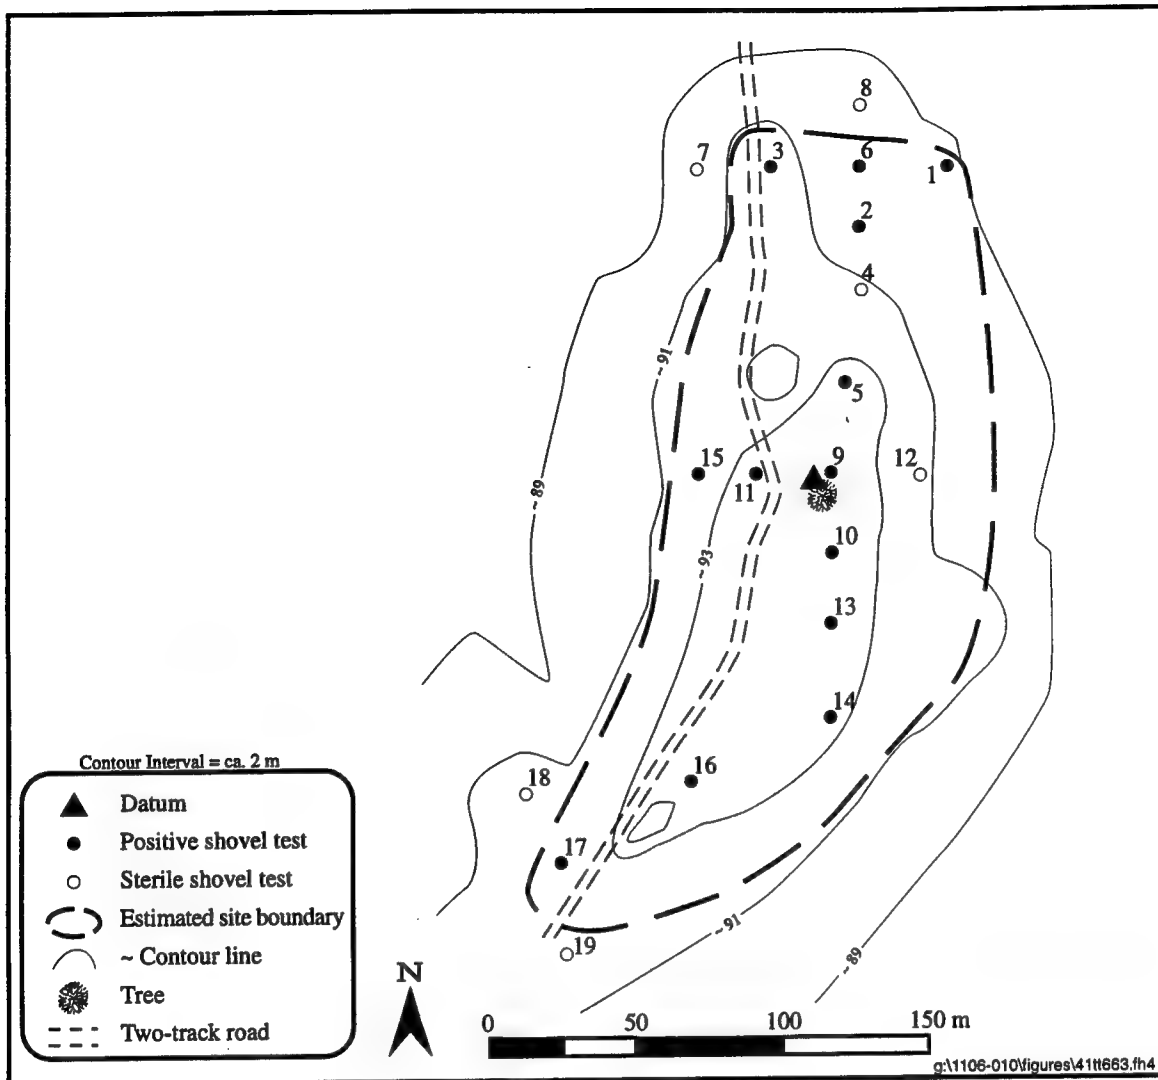 8
7
3
6
1
2
4
~91
5
15
11
9
12
~89
10
~93
13
14
16
18
17
19
~91
~89
Contour Interval = ca. 2 m
Datum
Positive shovel test
Sterile shovel test
Estimated site boundary
~ Contour line
Tree
Two-track road
N
0 50 100 150 m
g:\1106-010\figures\41tt663.fh4